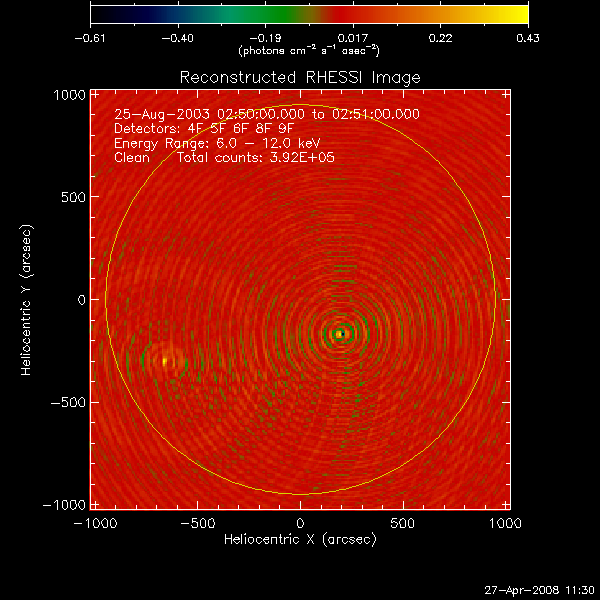 -0.61 -0.40 -0.19 0.017 0.22 0.43
(photons cm⁻² s⁻¹ asec⁻²)
Reconstructed RHESSI Image
1000
25-Aug-2003 02:50:00.000 to 02:51:00.000
Detectors: 4F 5F 6F 8F 9F
Energy Range: 6.0 - 12.0 keV
Clean Total counts: 3.92E+05
500
Heliocentric Y (arcsec)
0
-500
-1000
-1000 -500 0 500 1000
Heliocentric X (arcsec)
27-Apr-2008 11:30